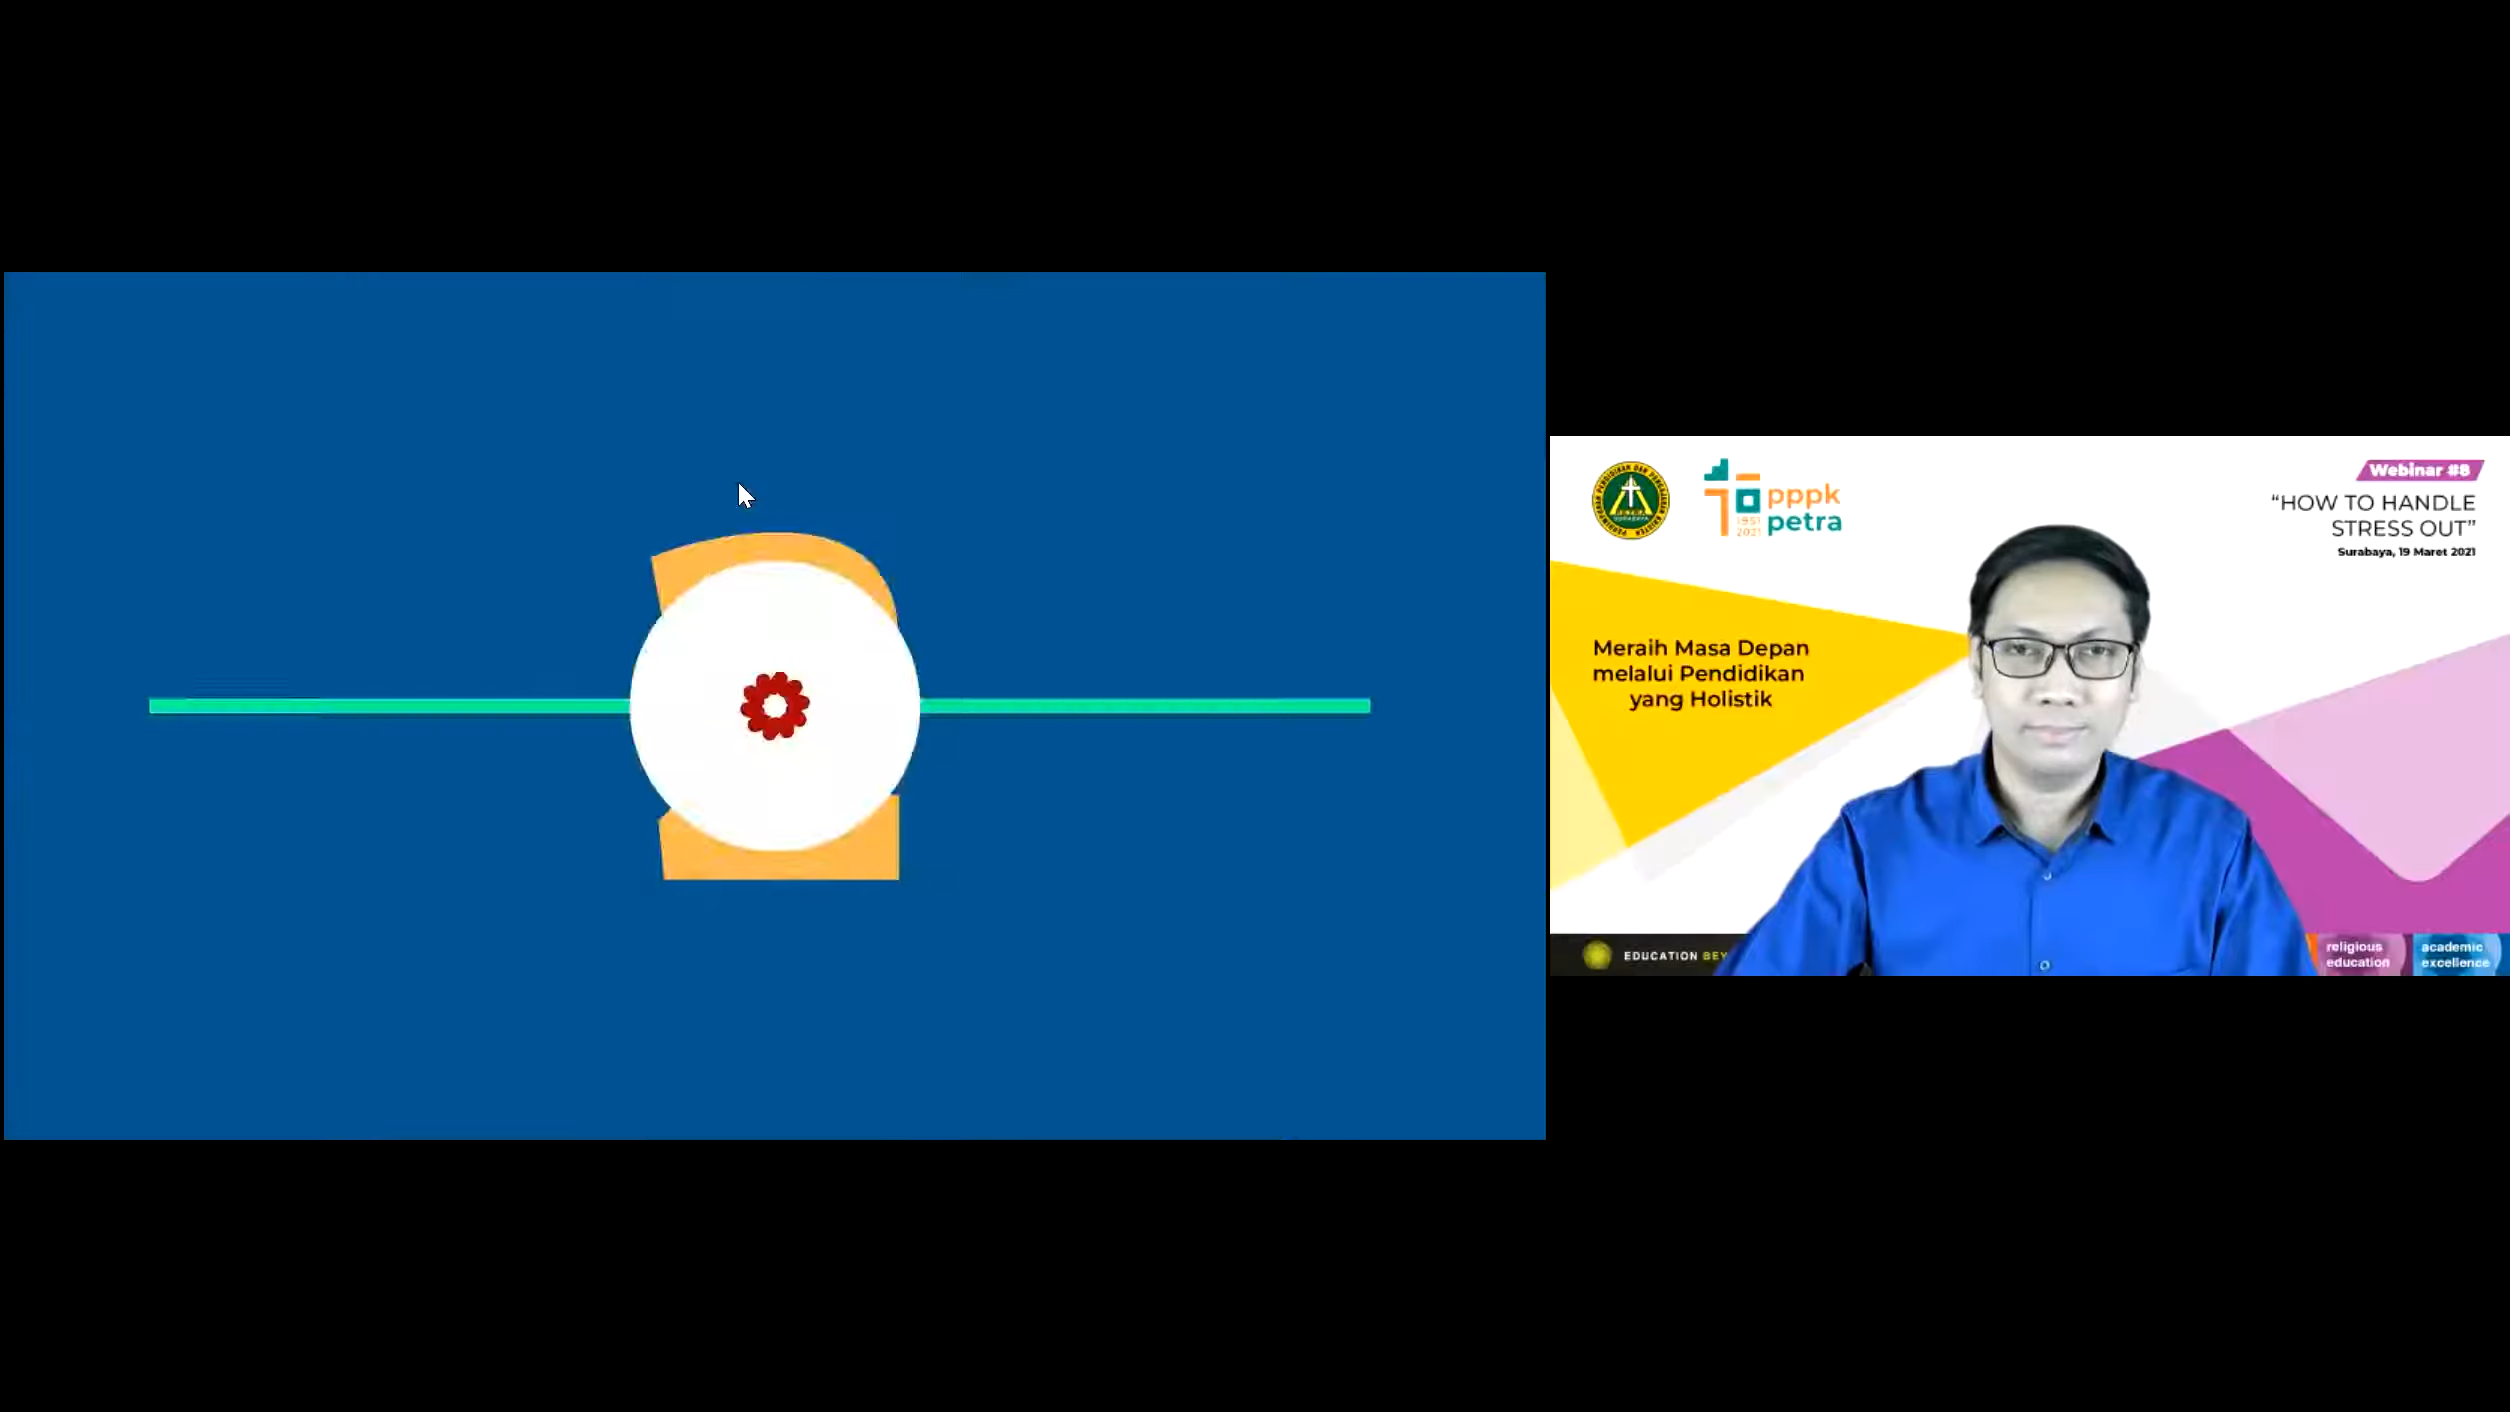 pppk
petra
1951
2021
Webinar #8
“HOW TO HANDLE
STRESS OUT”
Surabaya, 19 Maret 2021
Meraih Masa Depan
melalui Pendidikan
yang Holistik
EDUCATION
religious
education
academic
excellence